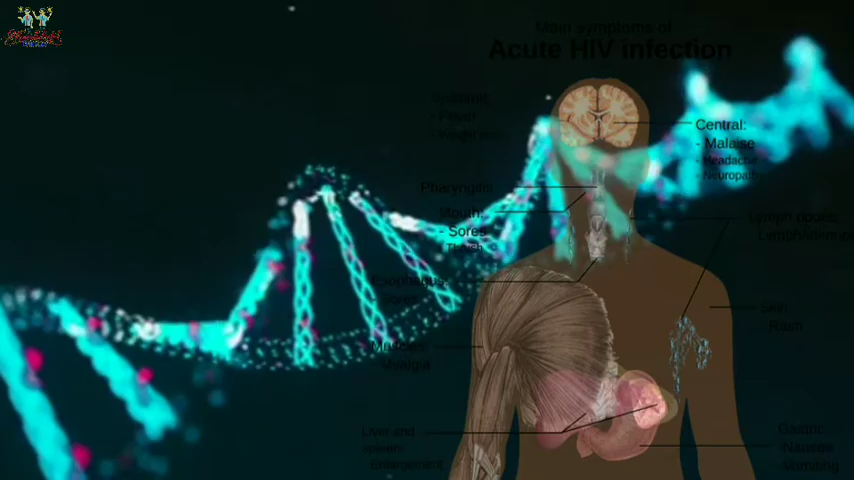 Main symptoms of
Acute HIV infection
Systemic:
- Fever
- Weight loss
Central:
- Malaise
- Headache
- Neuropathy
Pharyngitis
Mouth:
- Sores
- Thrush
Lymph nodes:
Esophagus:
- Sores
Skin
Rash
Muscles:
Myalgia
Liver and
spleen:
Enlargement
Gastric:
- Nausea
- Vomiting